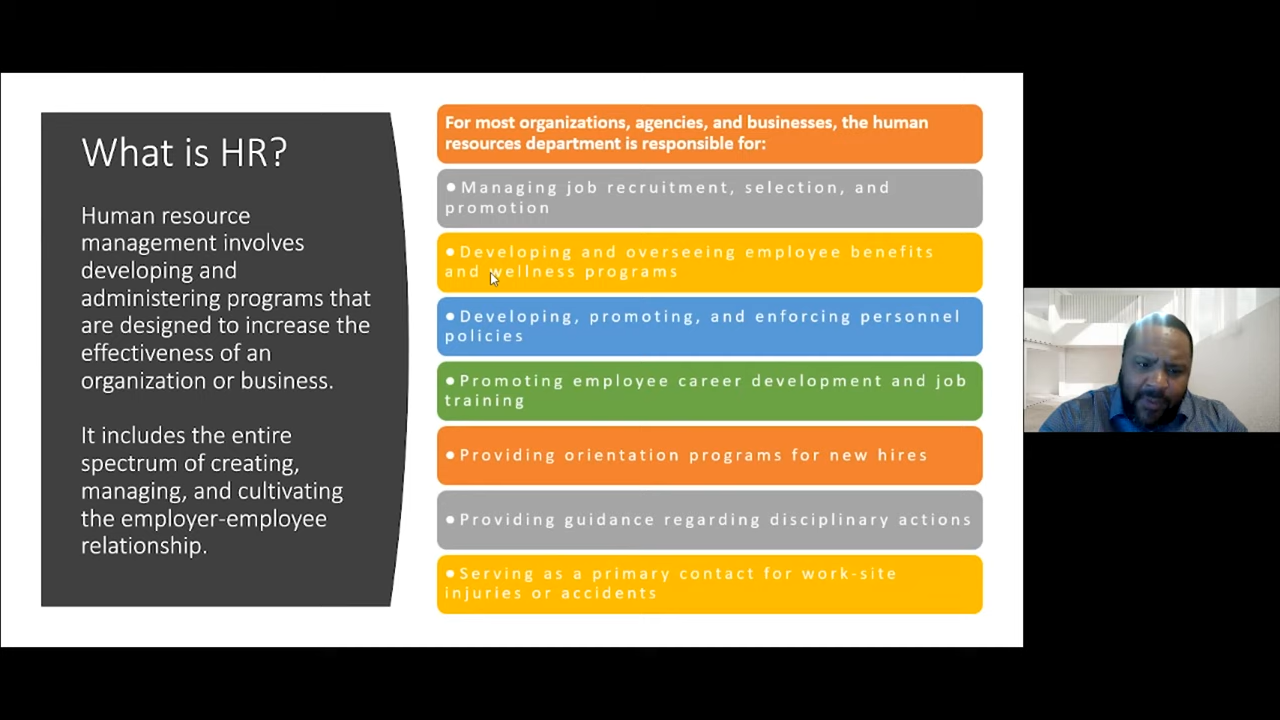 What is HR?
Human resource
management involves
developing and
administering programs that
are designed to increase the
effectiveness of an
organization or business.
It includes the entire
spectrum of creating,
managing, and cultivating
the employer-employee
relationship.
For most organizations, agencies, and businesses, the human
resources department is responsible for:
●Managing job recruitment, selection, and
promotion
●Developing and overseeing employee benefits
and wellness programs
●Developing, promoting, and enforcing personnel
policies
●Promoting employee career development and job
training
●Providing orientation programs for new hires
●Providing guidance regarding disciplinary actions
●Serving as a primary contact for work-site
injuries or accidents